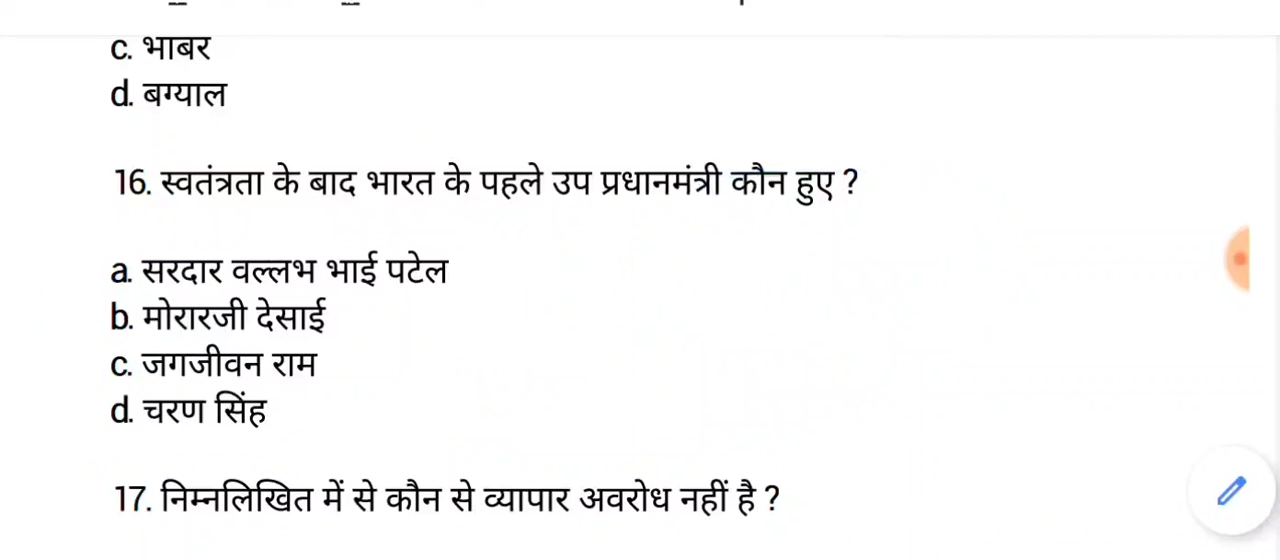 c. भाबर
d. बग्याल
16. स्वतंत्रता के बाद भारत के पहले उप प्रधानमंत्री कौन हुए ?
a. सरदार वल्लभ भाई पटेल
b. मोरारजी देसाई
c. जगजीवन राम
d. चरण सिंह
17. निम्नलिखित में से कौन से व्यापार अवरोध नहीं है ?